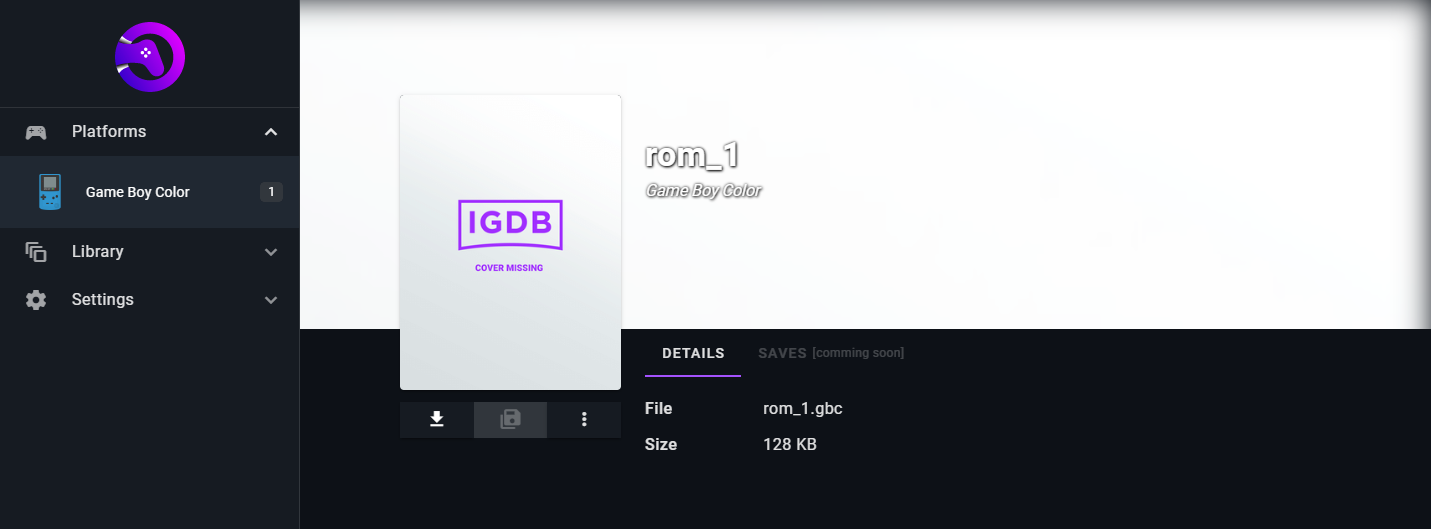 Platforms
Game Boy Color 1
Library
Settings
IGDB
COVER MISSING
rom_1
Game Boy Color
DETAILS SAVES [comming soon]
File rom_1.gbc
Size 128 KB